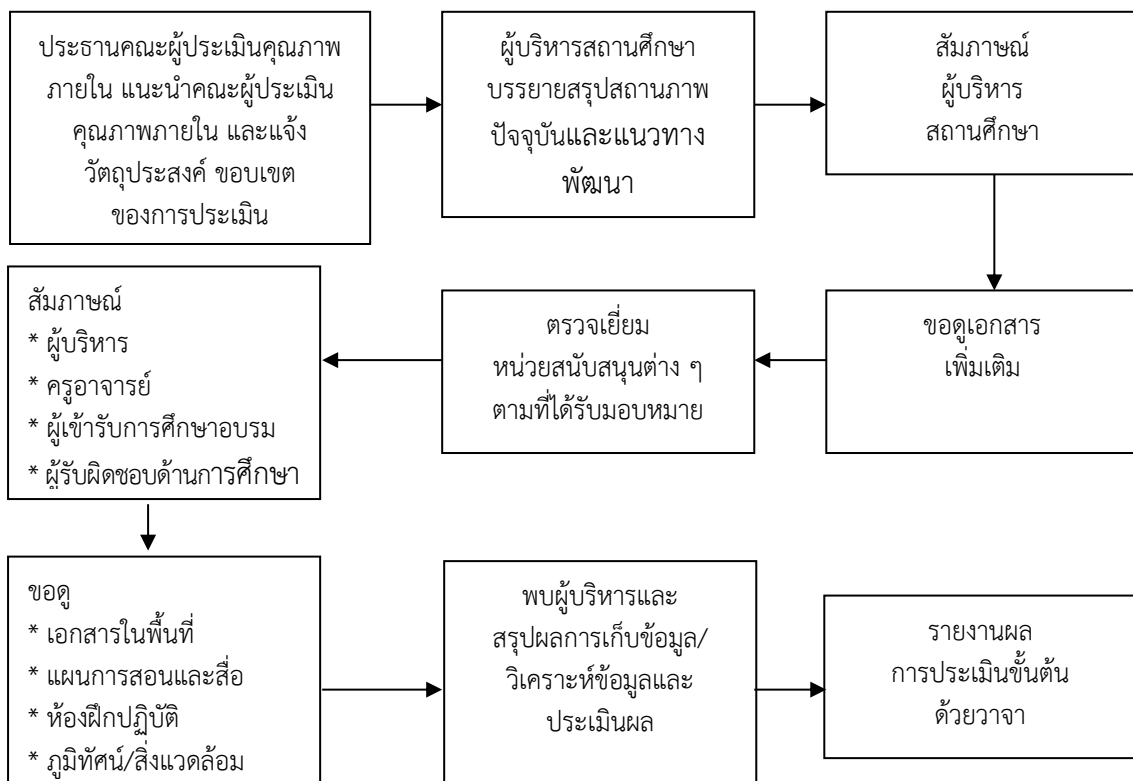 ประธานคณะผู้ประเมินคุณภาพ
ภายใน แนะนำคณะผู้ประเมิน
คุณภาพภายใน และแจ้ง
วัตถุประสงค์ ขอบเขต
ของการประเมิน
ผู้บริหารสถานศึกษา
บรรยายสรุปสถานภาพ
ปัจจุบันและแนวทาง
พัฒนา
สัมภาษณ์
ผู้บริหาร
สถานศึกษา
ขอดูเอกสาร
เพิ่มเติม
ตรวจเยี่ยม
หน่วยสนับสนุนต่าง ๆ
ตามที่ได้รับมอบหมาย
สัมภาษณ์
* ผู้บริหาร
* ครูอาจารย์
* ผู้เข้ารับการศึกษาอบรม
* ผู้รับผิดชอบด้านการศึกษา
ขอดู
* เอกสารในพื้นที่
* แผนการสอนและสื่อ
* ห้องฝึกปฏิบัติ
* ภูมิทัศน์/สิ่งแวดล้อม
พบผู้บริหารและ
สรุปผลการเก็บข้อมูล/
วิเคราะห์ข้อมูลและ
ประเมินผล
รายงานผล
การประเมินขั้นต้น
ด้วยวาจา